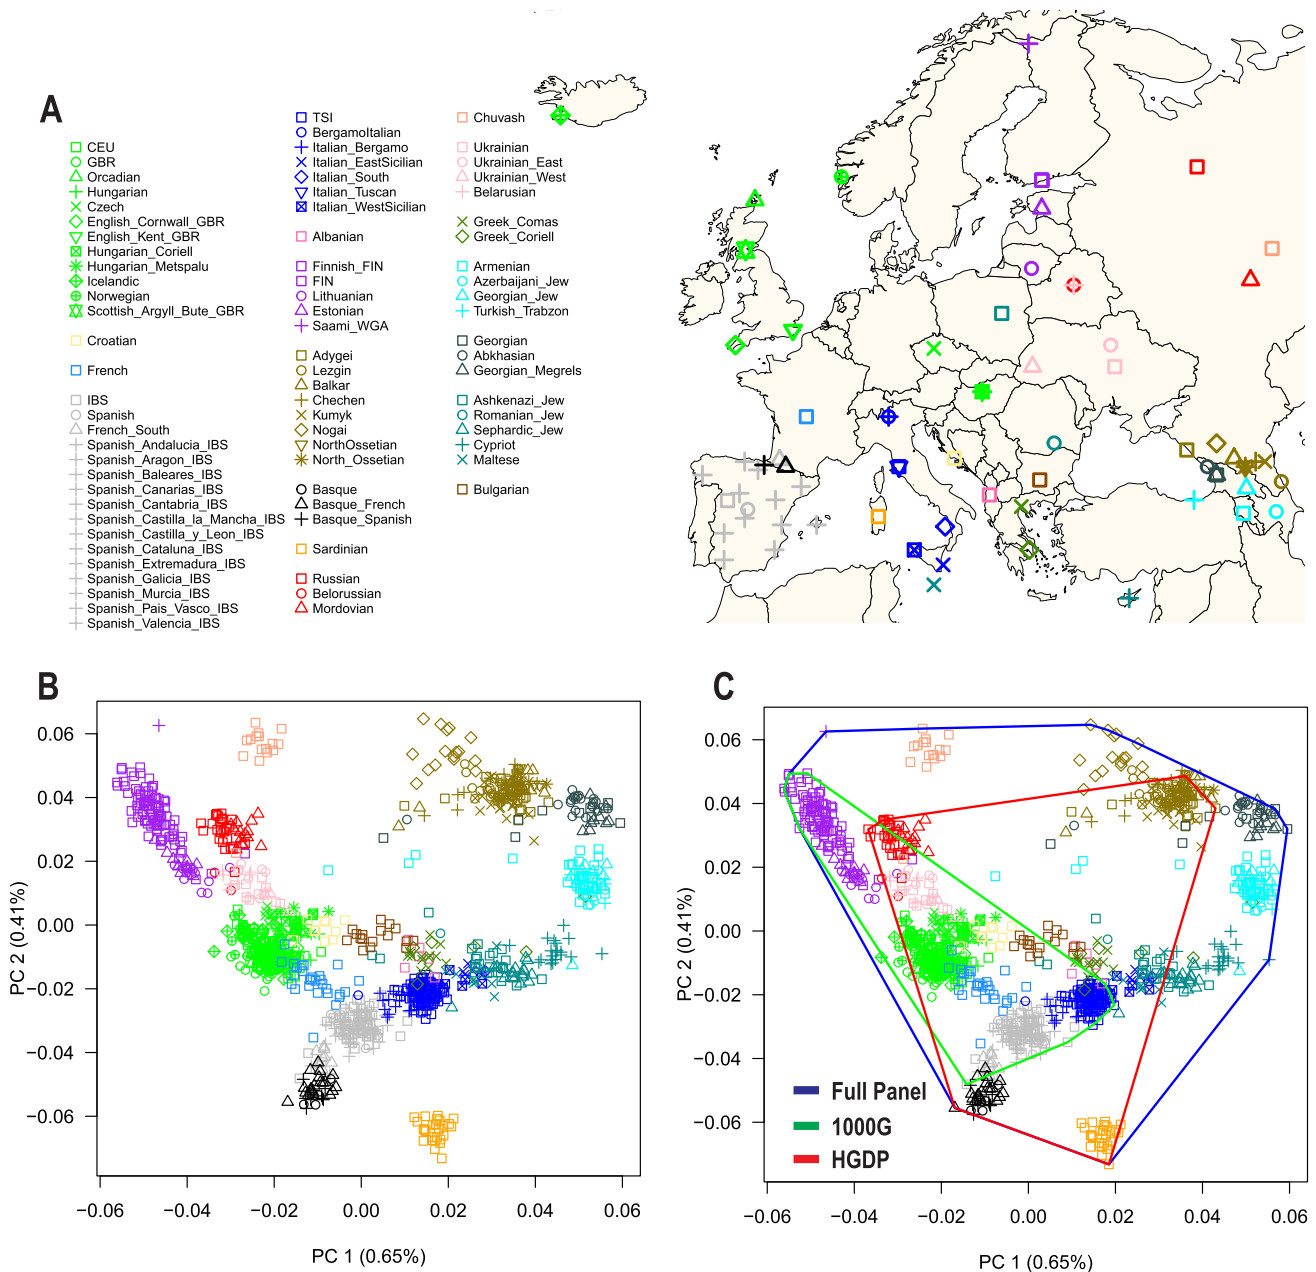 A
CEU
GBR
Orcadian
Hungarian
Czech
English_Cornwall_GBR
English_Kent_GBR
Hungarian_Coriell
Hungarian_Metspalu
Icelandic
Norwegian
Scottish_Argyll_Bute_GBR
Croatian
French
IBS
Spanish
French_South
Spanish_Andalucia_IBS
Spanish_Aragon_IBS
Spanish_Baleares_IBS
Spanish_Canarias_IBS
Spanish_Cantabria_IBS
Spanish_Castilla_la_Mancha_IBS
Spanish_Castilla_y_Leon_IBS
Spanish_Cataluna_IBS
Spanish_Extremadura_IBS
Spanish_Galicia_IBS
Spanish_Murcia_IBS
Spanish_Pais_Vasco_IBS
Spanish_Valencia_IBS
TSI
BergamoItalian
Italian_Bergamo
Italian_EastSicilian
Italian_South
Italian_Tuscan
Italian_WestSicilian
Albanian
Finnish_FIN
FIN
Lithuanian
Estonian
Saami_WGA
Adygei
Lezgin
Balkar
Chechen
Kumyk
Nogai
NorthOssetian
North_Ossetian
Basque
Basque_French
Basque_Spanish
Sardinian
Russian
Belorussian
Mordovian
Chuvash
Ukrainian
Ukrainian_East
Ukrainian_West
Belarusian
Greek_Comas
Greek_Coriell
Armenian
Azerbaijani_Jew
Georgian_Jew
Turkish_Trabzon
Georgian
Abkhasian
Georgian_Megrels
Ashkenazi_Jew
Romanian_Jew
Sephardic_Jew
Cypriot
Maltese
Bulgarian
B
PC 2 (0.41%)
0.06
0.04
0.02
0.00
−0.02
−0.04
−0.06
−0.06 −0.04 −0.02 0.00 0.02 0.04 0.06
PC 1 (0.65%)
C
PC 2 (0.41%)
0.06
0.04
0.02
0.00
−0.02
−0.04
−0.06
Full Panel
1000G
HGDP
−0.06 −0.04 −0.02 0.00 0.02 0.04 0.06
PC 1 (0.65%)